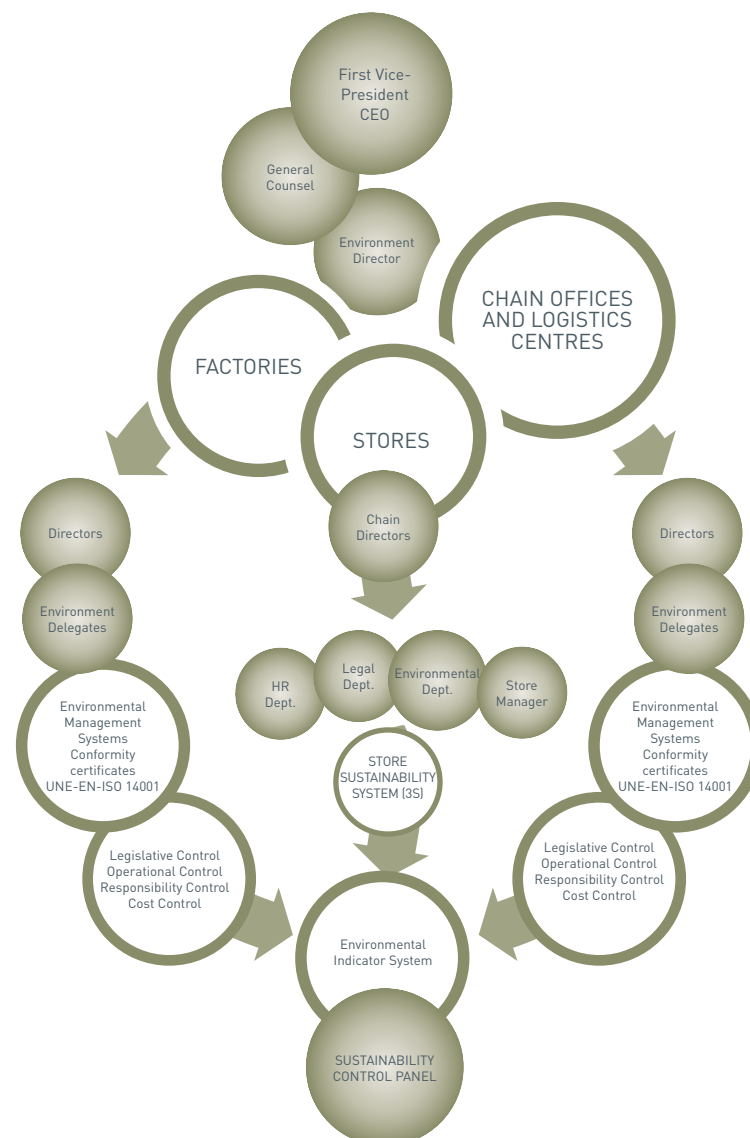 First Vice-
President
CEO
General
Counsel
Environment
Director
CHAIN OFFICES
AND LOGISTICS
CENTRES
FACTORIES
STORES
Chain
Directors
Directors
Environment
Delegates
Environmental
Management
Systems
Conformity
certificates
UNE-EN-ISO 14001
Legislative Control
Operational Control
Responsibility Control
Cost Control
HR
Dept.
Legal
Dept.
Environmental
Dept.
Store
Manager
STORE
SUSTAINABILITY
SYSTEM (3S)
Directors
Environment
Delegates
Environmental
Management
Systems
Conformity
certificates
UNE-EN-ISO 14001
Legislative Control
Operational Control
Responsibility Control
Cost Control
Environmental
Indicator System
SUSTAINABILITY
CONTROL PANEL